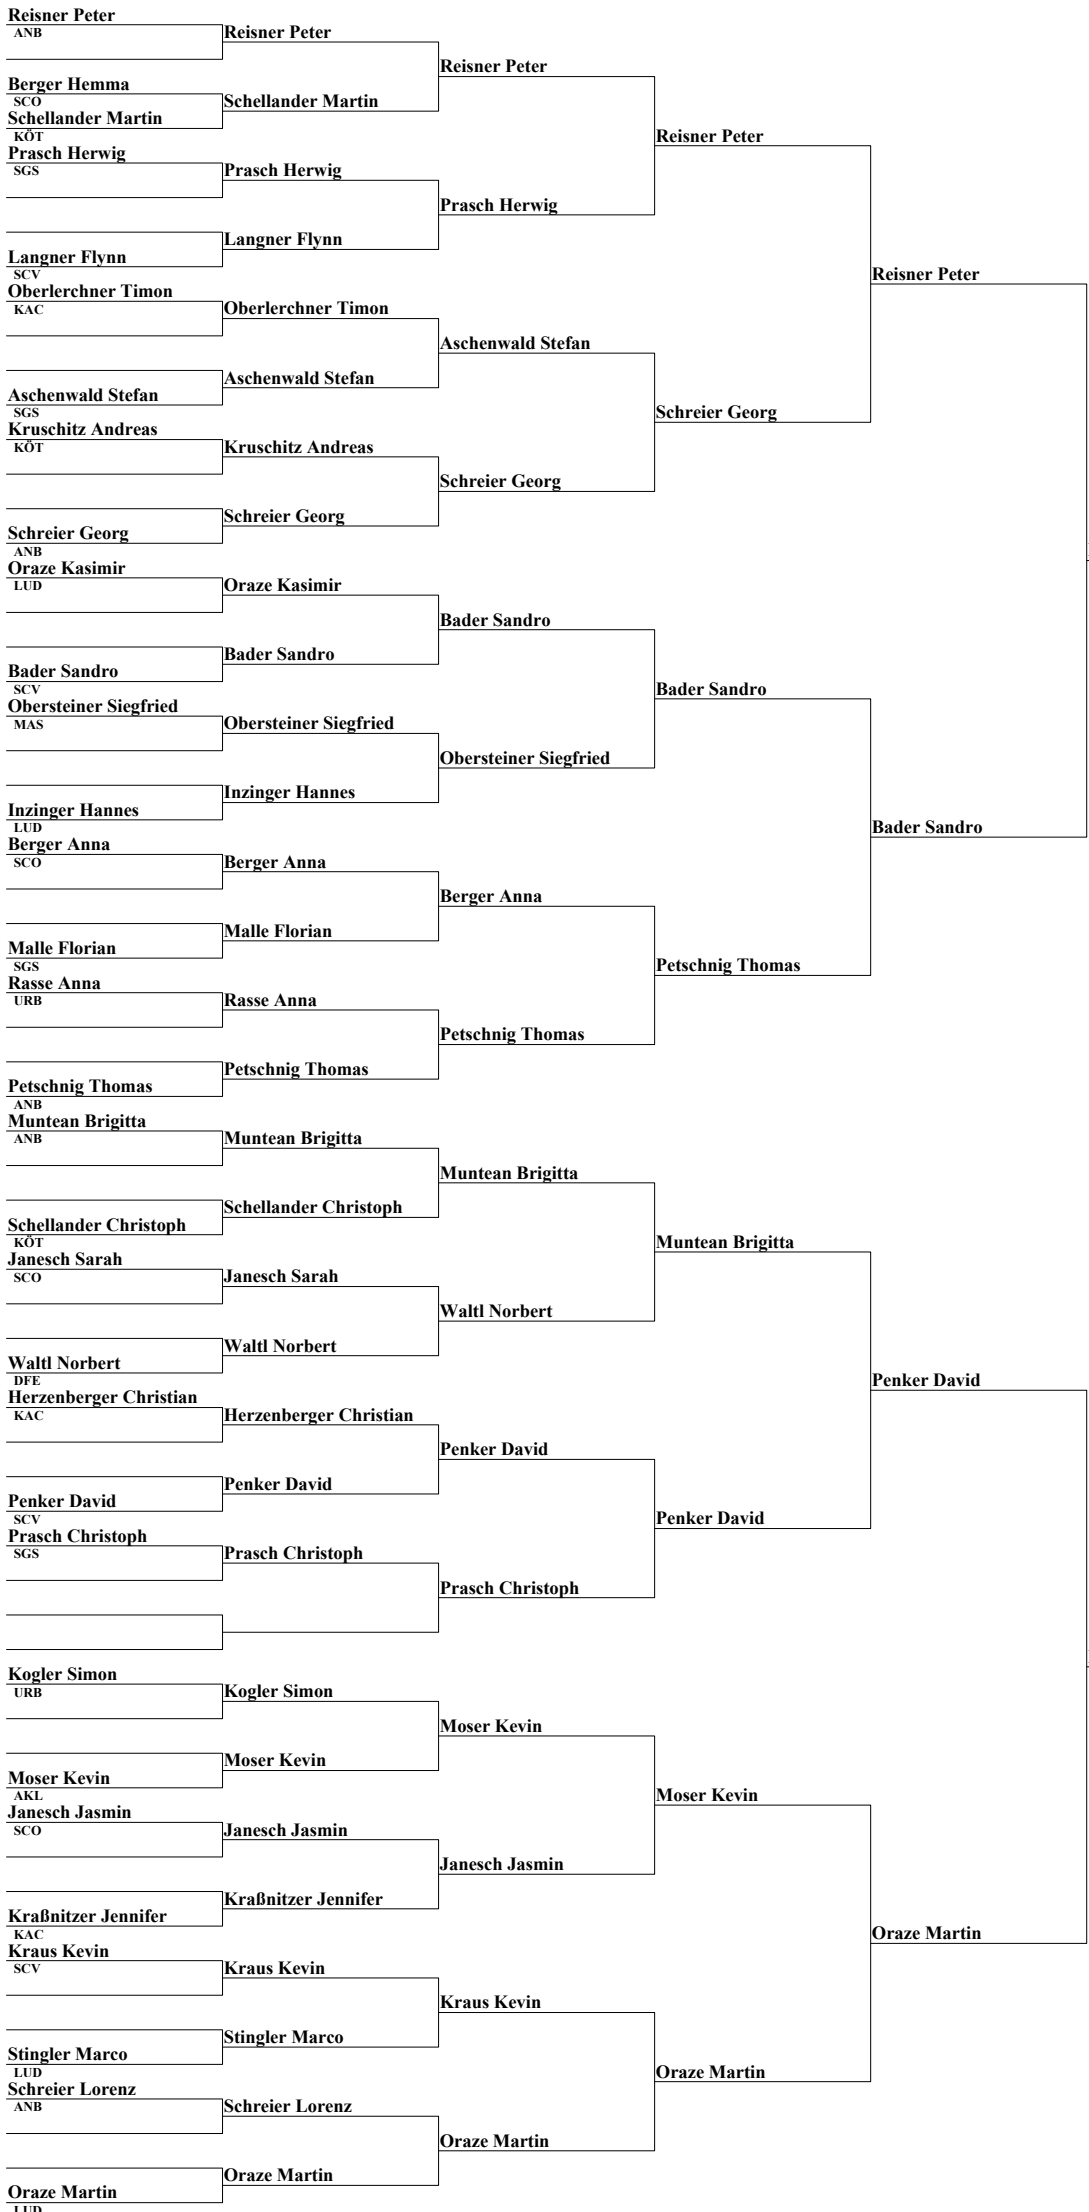 Reisner Peter
ANB
Reisner Peter
Reisner Peter
Berger Hemma
SCO
Schellander Martin
Schellander Martin
KÖT
Reisner Peter
Prasch Herwig
SGS
Prasch Herwig
Prasch Herwig
Langner Flynn
Langner Flynn
SCV
Reisner Peter
Oberlerchner Timon
KAC
Oberlerchner Timon
Aschenwald Stefan
Aschenwald Stefan
Aschenwald Stefan
SGS
Schreier Georg
Kruschitz Andreas
KÖT
Kruschitz Andreas
Schreier Georg
Schreier Georg
Schreier Georg
ANB
Oraze Kasimir
LUD
Oraze Kasimir
Bader Sandro
Bader Sandro
Bader Sandro
SCV
Bader Sandro
Obersteiner Siegfried
MAS
Obersteiner Siegfried
Obersteiner Siegfried
Inzinger Hannes
Inzinger Hannes
LUD
Bader Sandro
Berger Anna
SCO
Berger Anna
Berger Anna
Malle Florian
Malle Florian
SGS
Petschnig Thomas
Rasse Anna
URB
Rasse Anna
Petschnig Thomas
Petschnig Thomas
Petschnig Thomas
ANB
Muntean Brigitta
ANB
Muntean Brigitta
Muntean Brigitta
Schellander Christoph
Schellander Christoph
KÖT
Muntean Brigitta
Janesch Sarah
SCO
Janesch Sarah
Waltl Norbert
Waltl Norbert
Waltl Norbert
DFE
Penker David
Herzenberger Christian
KAC
Herzenberger Christian
Penker David
Penker David
Penker David
SCV
Penker David
Prasch Christoph
SGS
Prasch Christoph
Prasch Christoph
Kogler Simon
URB
Kogler Simon
Moser Kevin
Moser Kevin
Moser Kevin
AKL
Moser Kevin
Janesch Jasmin
SCO
Janesch Jasmin
Janesch Jasmin
Kraßnitzer Jennifer
Kraßnitzer Jennifer
KAC
Oraze Martin
Kraus Kevin
SCV
Kraus Kevin
Kraus Kevin
Stingler Marco
Stingler Marco
LUD
Oraze Martin
Schreier Lorenz
ANB
Schreier Lorenz
Oraze Martin
Oraze Martin
Oraze Martin
LUD